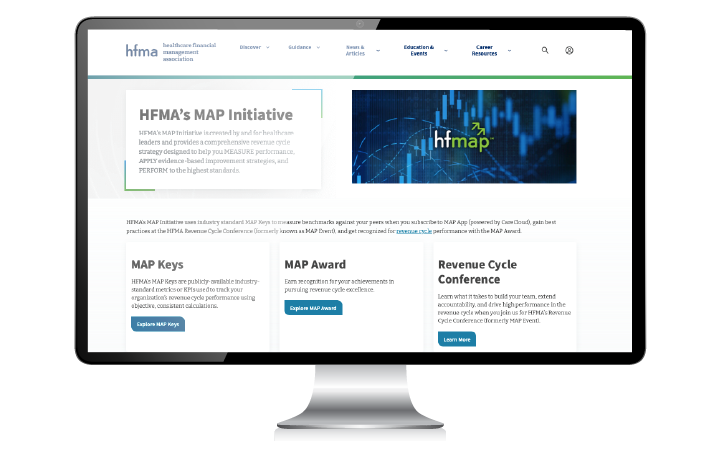 hfma healthcare financial
management
association
Discover
Guidance
News &
Articles
Education &
Events
Career
Resources
HFMA's MAP Initiative
HFMA's MAP Initiative is created by and for healthcare
leaders and provides a comprehensive revenue cycle
strategy designed to help you MEASURE performance,
APPLY evidence-based improvement strategies, and
PERFORM to the highest standards.
hfmap™
HFMA's MAP Initiative uses industry standard MAP Keys to measure benchmarks against your peers when you subscribe to MAP App (powered by Care Cloud), gain best
practices at the HFMA Revenue Cycle Conference (formerly known as MAP Event), and get recognized for revenue cycle performance with the MAP Award.
MAP Keys
HFMA's MAP Keys are publicly-available industry-
standard metrics or KPIs used to track your
organization's revenue cycle performance using
objective, consistent calculations.
Explore MAP Keys
MAP Award
Earn recognition for your achievements in
pursuing revenue cycle excellence.
Explore MAP Award
Revenue Cycle
Conference
Learn what it takes to build your team, extend
accountability, and drive high performance in the
revenue cycle when you join us for HFMA's Revenue
Cycle Conference (formerly MAP Event).
Learn More